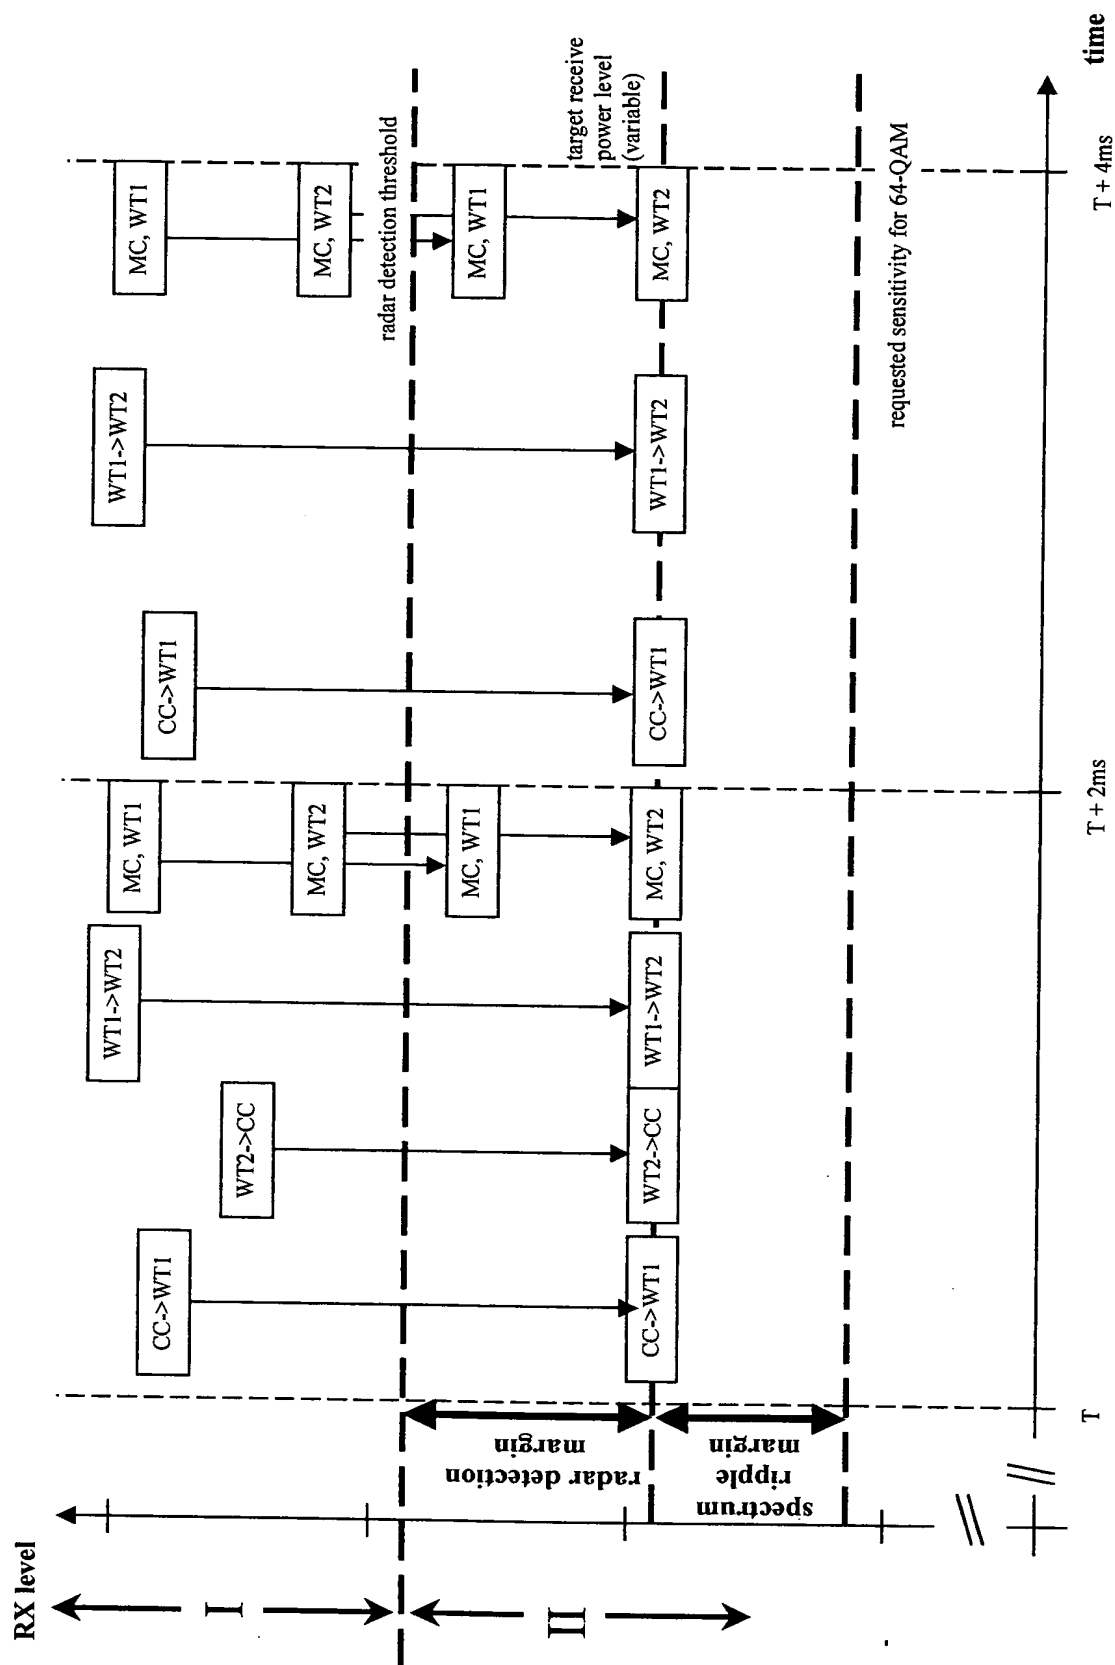 RX level
I
II
radar detection
margin
spectrum
ripple
margin
CC->WT1
WT2->CC
WT1->WT2
MC, WT1
MC, WT2
MC, WT1
CC->WT1
WT2->CC
WT1->WT2
MC, WT2
CC->WT1
WT1->WT2
MC, WT1
MC, WT2
MC, WT1
CC->WT1
WT1->WT2
MC, WT2
radar detection threshold
target receive
power level
(variable)
requested sensitivity for 64-QAM
T
T + 2ms
T + 4ms
time